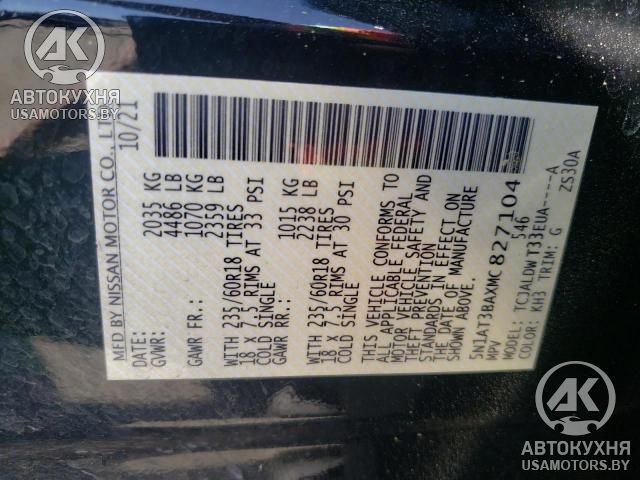 АВТОКУХНЯ
USAMOTORS.BY
MFD BY NISSAN MOTOR CO., LTD.
DATE: 10/21
GVWR: 2035 KG
4486 LB
GAWR FR.: 1070 KG
2359 LB
WITH 235/60R18 TIRES
18 x 7.5 RIMS AT 33 PSI
COLD SINGLE
GAWR RR.: 1015 KG
2238 LB
WITH 235/60R18 TIRES
18 x 7.5 RIMS AT 30 PSI
COLD SINGLE
THIS VEHICLE CONFORMS TO
ALL APPLICABLE FEDERAL
MOTOR VEHICLE SAFETY AND
THEFT PREVENTION
STANDARDS IN EFFECT ON
THE DATE OF MANUFACTURE
SHOWN ABOVE.
5N1AT3BAXMC 827104
MPV 546
MODEL: TCJALDW T33EUA----A
COLOR: KH3 TRIM: G ZS30A
АВТОКУХНЯ
USAMOTORS.BY